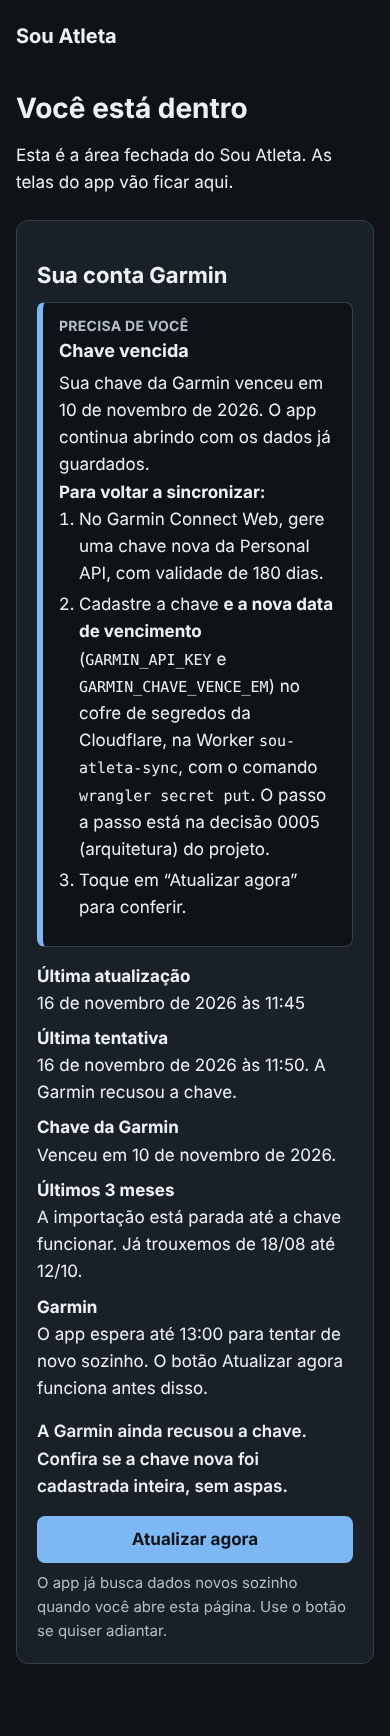 Sou Atleta
Você está dentro
Esta é a área fechada do Sou Atleta. As
telas do app vão ficar aqui.
Sua conta Garmin
PRECISA DE VOCÊ
Chave vencida
Sua chave da Garmin venceu em
10 de novembro de 2026. O app
continua abrindo com os dados já
guardados.
Para voltar a sincronizar:
1. No Garmin Connect Web, gere
uma chave nova da Personal
API, com validade de 180 dias.
2. Cadastre a chave e a nova data
de vencimento
(GARMIN_API_KEY e
GARMIN_CHAVE_VENCE_EM) no
cofre de segredos da
Cloudflare, na Worker sou-
atleta-sync, com o comando
wrangler secret put. O passo
a passo está na decisão 0005
(arquitetura) do projeto.
3. Toque em “Atualizar agora”
para conferir.
Última atualização
16 de novembro de 2026 às 11:45
Última tentativa
16 de novembro de 2026 às 11:50. A
Garmin recusou a chave.
Chave da Garmin
Venceu em 10 de novembro de 2026.
Últimos 3 meses
A importação está parada até a chave
funcionar. Já trouxemos de 18/08 até
12/10.
Garmin
O app espera até 13:00 para tentar de
novo sozinho. O botão Atualizar agora
funciona antes disso.
A Garmin ainda recusou a chave.
Confira se a chave nova foi
cadastrada inteira, sem aspas.
Atualizar agora
O app já busca dados novos sozinho
quando você abre esta página. Use o botão
se quiser adiantar.